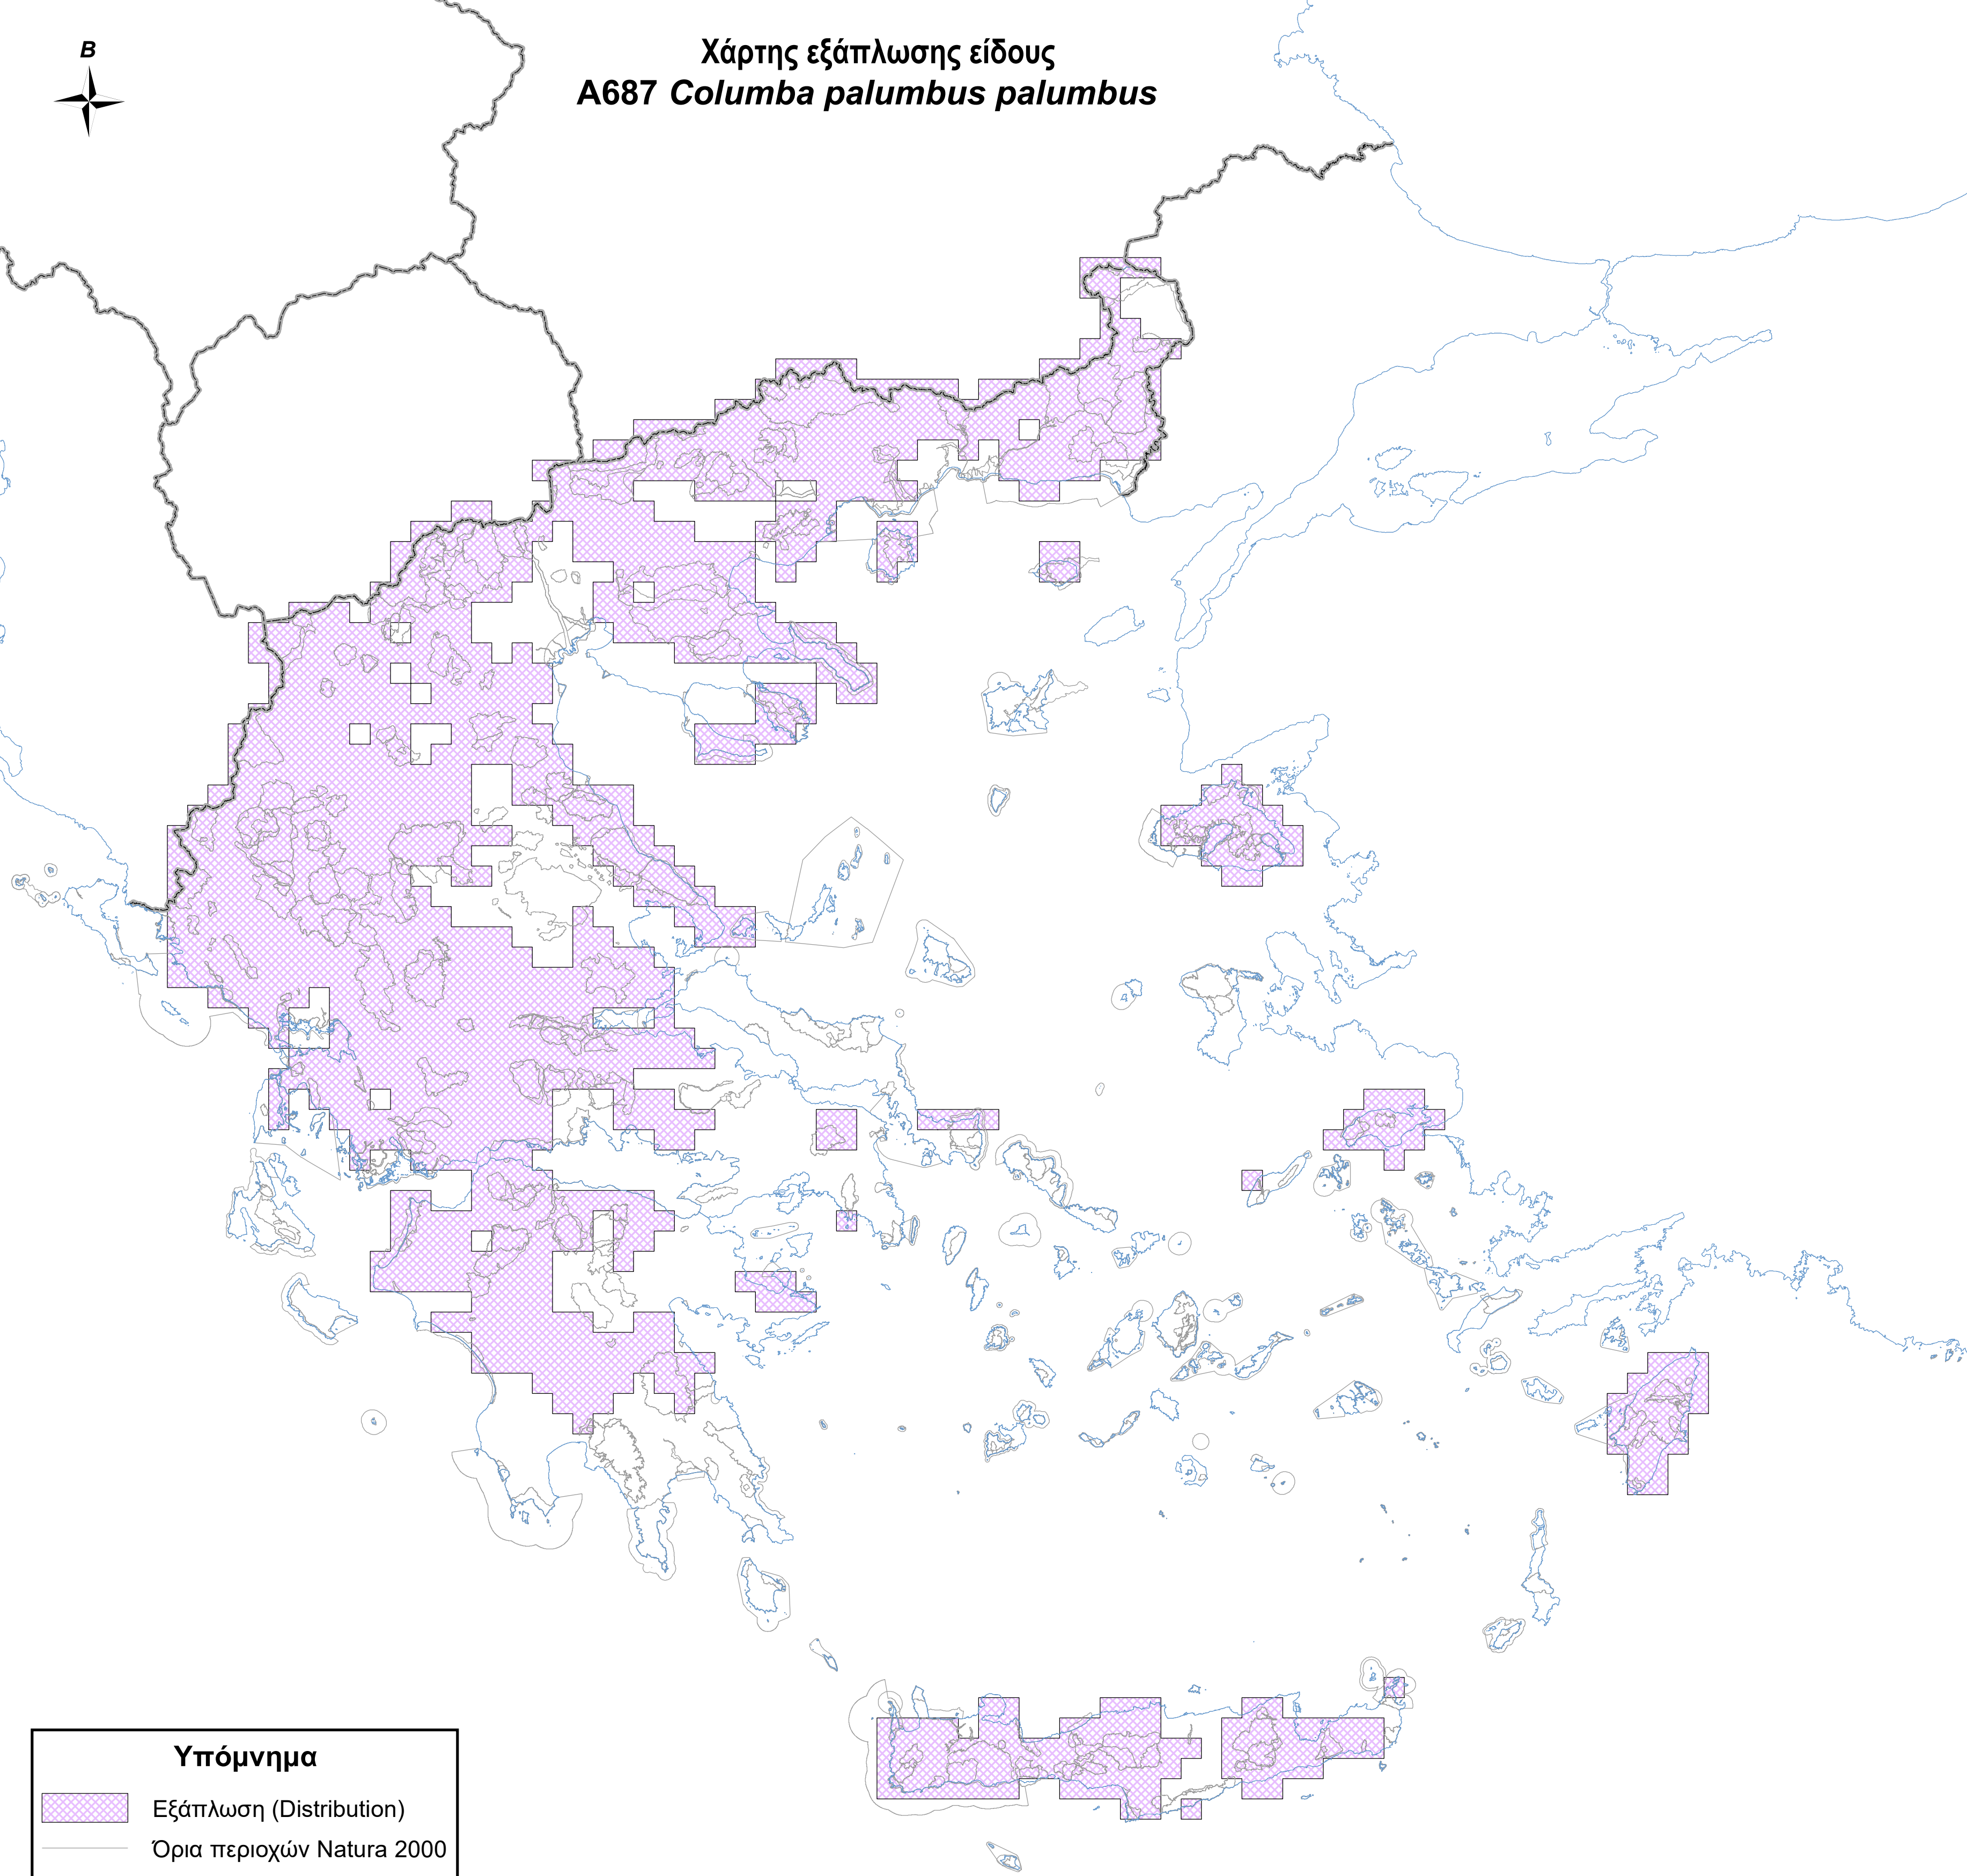 B
Χάρτης εξάπλωσης είδους
A687 Columba palumbus palumbus
Υπόμνημα
Εξάπλωση (Distribution)
Όρια περιοχών Natura 2000